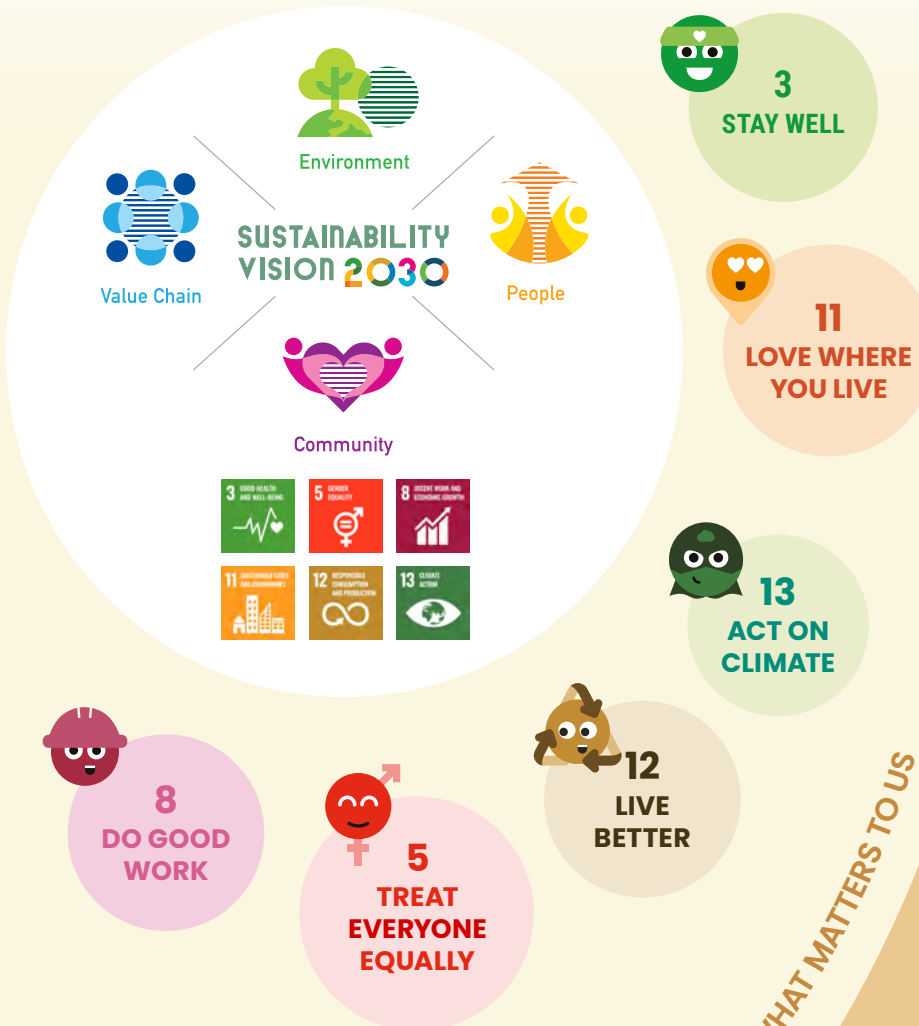 Environment
Value Chain
SUSTAINABILITY
VISION 2030
People
Community
3 GOOD HEALTH
AND WELL-BEING
5 GENDER
EQUALITY
8 DECENT WORK AND
ECONOMIC GROWTH
11 SUSTAINABLE CITIES
AND COMMUNITIES
12 RESPONSIBLE
CONSUMPTION
AND PRODUCTION
13 CLIMATE
ACTION
3
STAY WELL
11
LOVE WHERE
YOU LIVE
13
ACT ON
CLIMATE
12
LIVE
BETTER
5
TREAT
EVERYONE
EQUALLY
8
DO GOOD
WORK
WHAT MATTERS TO US